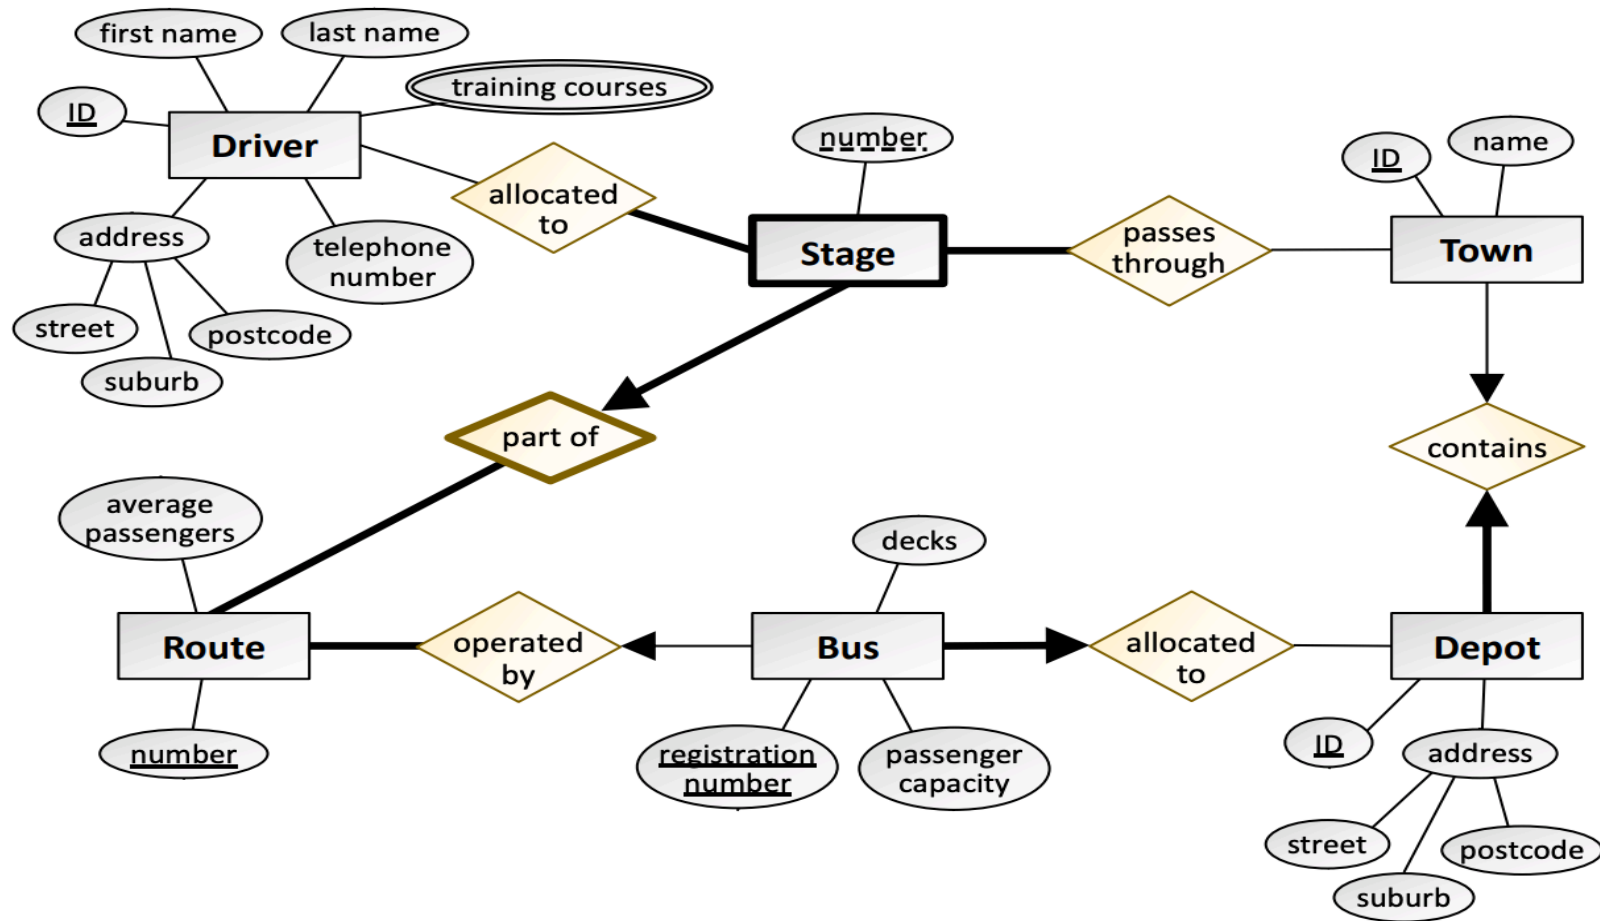 first name
last name
training courses
ID
Driver
number
ID
name
allocated
to
address
telephone
number
Stage
passes
through
Town
street
postcode
suburb
part of
contains
average
passengers
decks
Route
operated
by
Bus
allocated
to
Depot
number
registration
number
passenger
capacity
ID
address
street
postcode
suburb